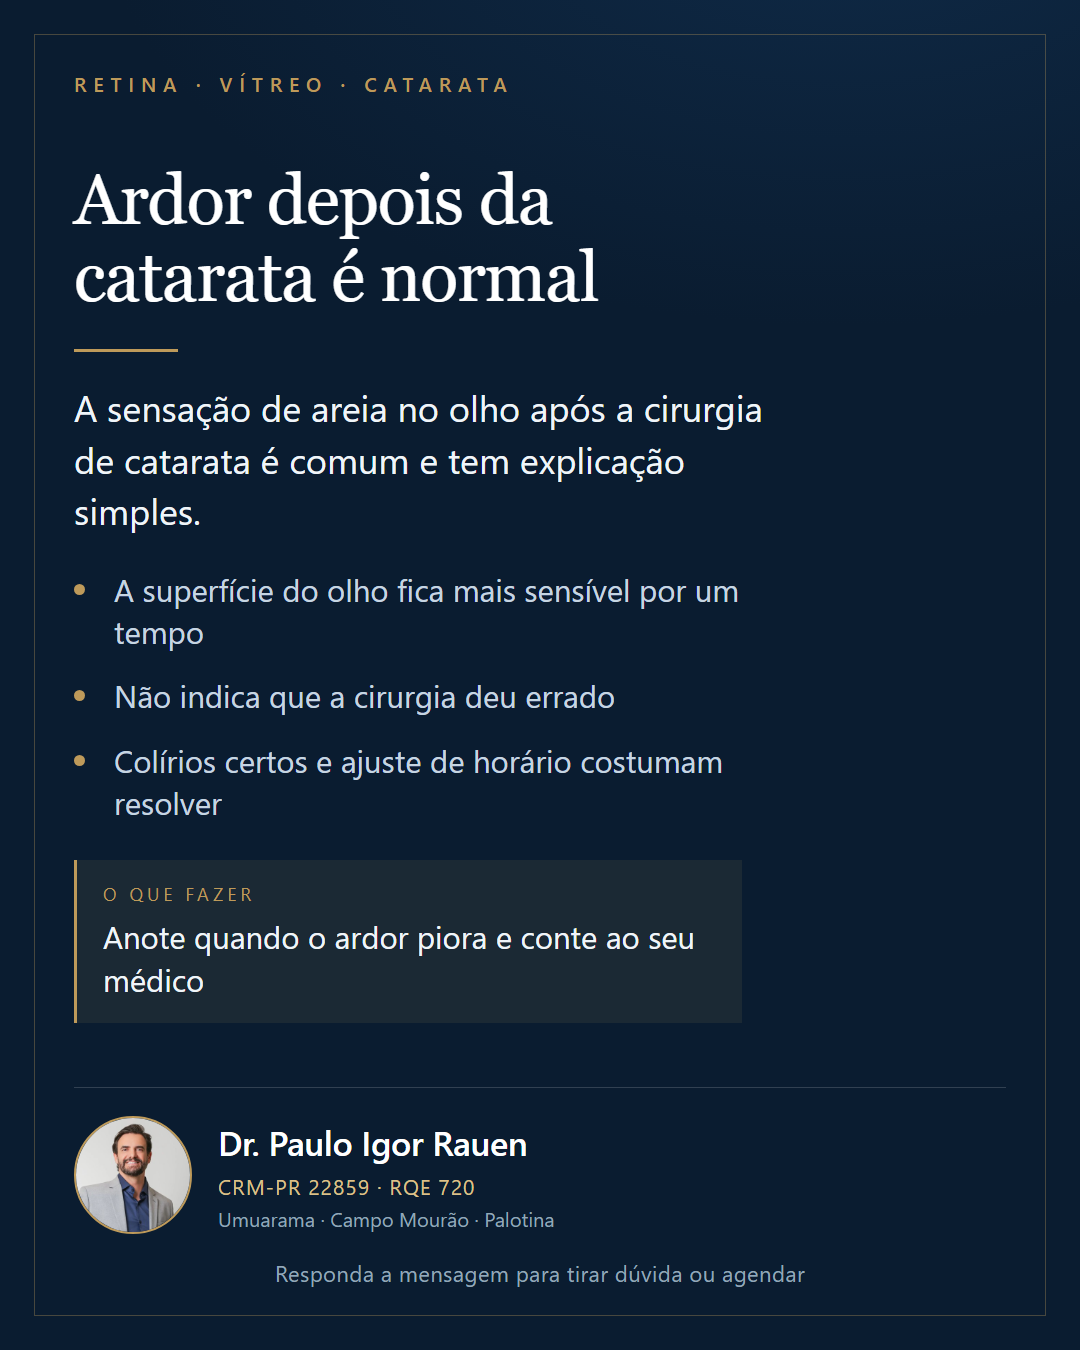 RETINA · VÍTREO · CATARATA
Ardor depois da
catarata é normal
A sensação de areia no olho após a cirurgia
de catarata é comum e tem explicação
simples.
A superfície do olho fica mais sensível por um
tempo
Não indica que a cirurgia deu errado
Colírios certos e ajuste de horário costumam
resolver
O QUE FAZER
Anote quando o ardor piora e conte ao seu
médico
Dr. Paulo Igor Rauen
CRM-PR 22859 · RQE 720
Umuarama · Campo Mourão · Palotina
Responda a mensagem para tirar dúvida ou agendar